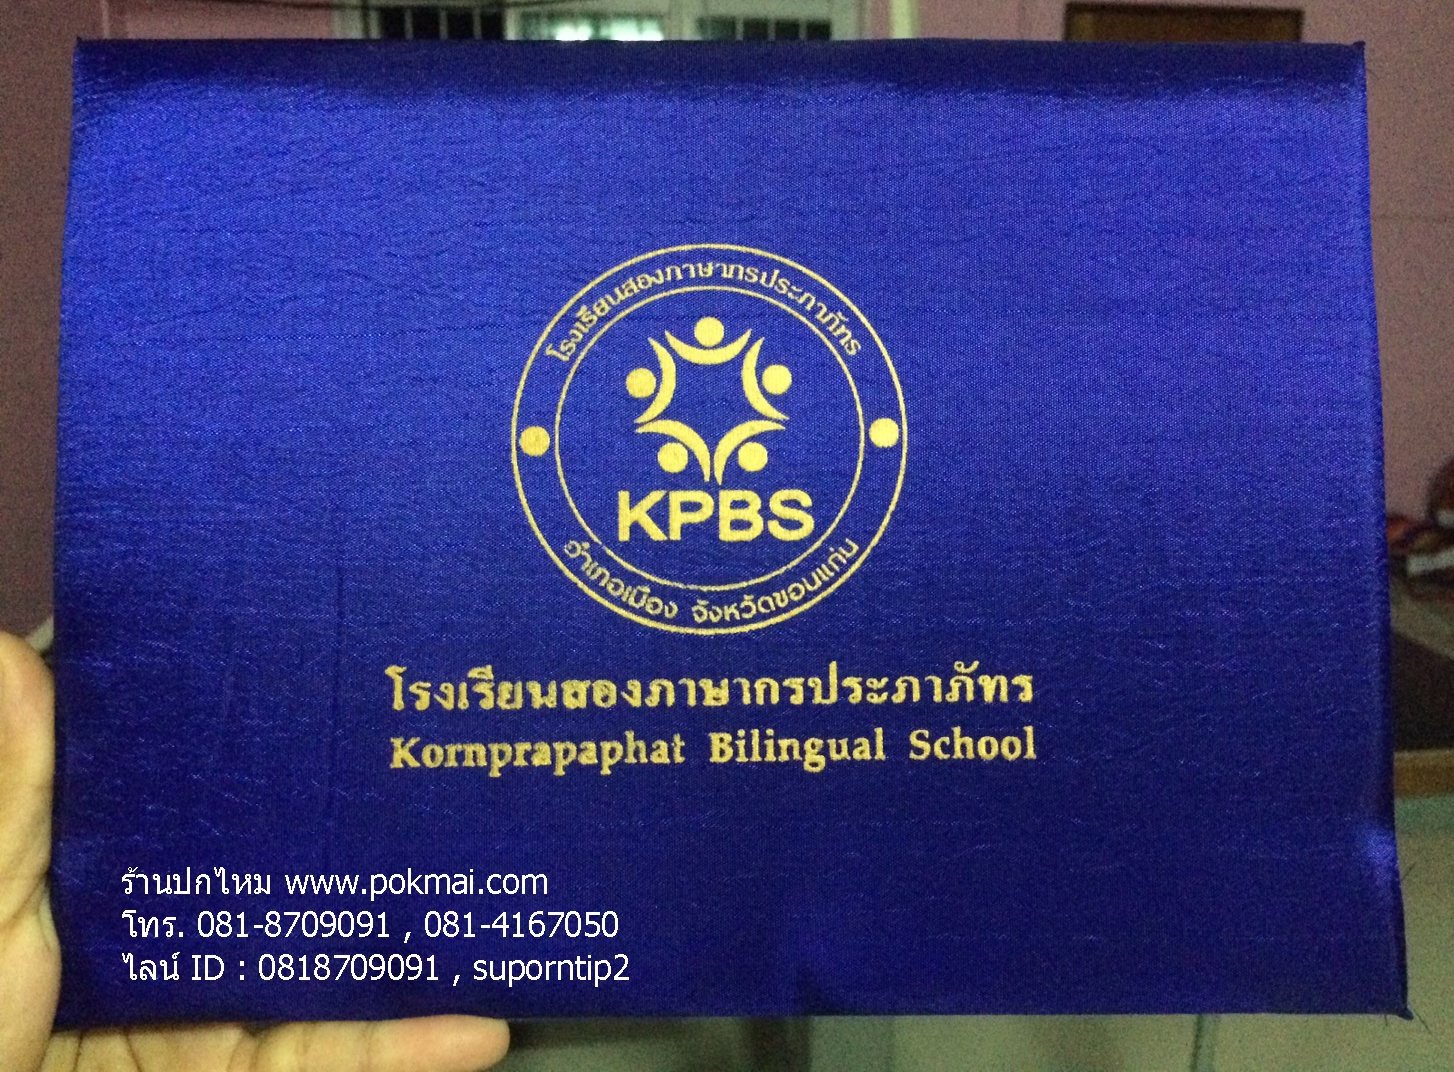 โรงเรียนสองภาษากรประภาภัทร
KPBS
อำเภอเมือง จังหวัดขอนแก่น
โรงเรียนสองภาษากรประภาภัทร
Kornprapaphat Bilingual School
ร้านปกไหม www.pokmai.com
โทร. 081-8709091 , 081-4167050
ไลน์ ID : 0818709091 , suporntip2